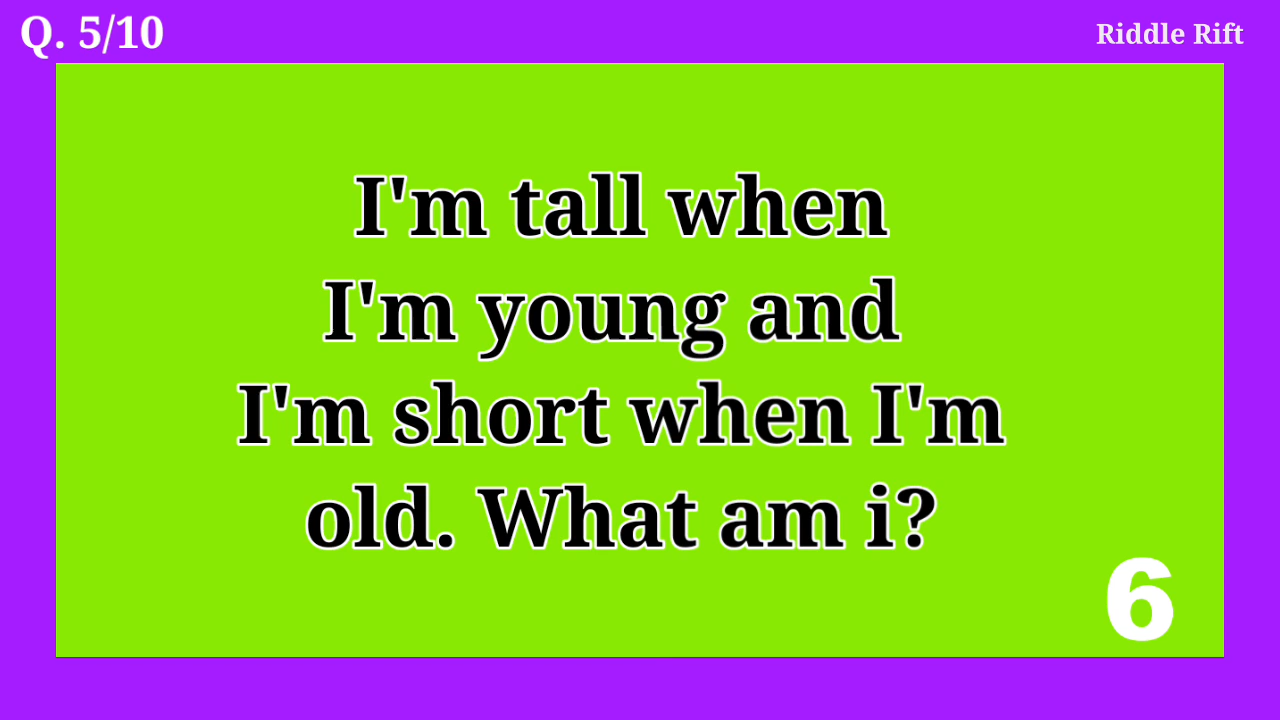 Q. 5/10
Riddle Rift
I'm tall when
I'm young and
I'm short when I'm
old. What am i?
6